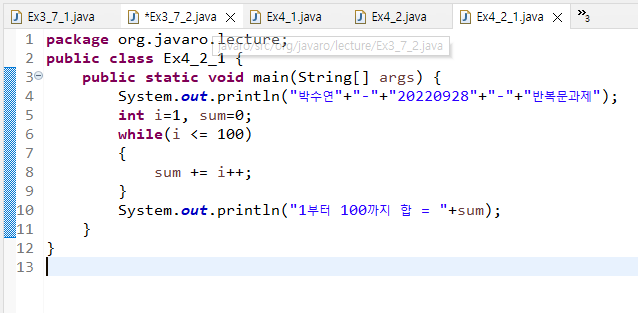 Ex3_7_1.java *Ex3_7_2.java Ex4_1.java Ex4_2.java Ex4_2_1.java »3
1 package org.javaro.lecture;
javaro/src/org/javaro/lecture/Ex3_7_2.java
2 public class Ex4_2_1 {
3 public static void main(String[] args) {
4 System.out.println("박수연"+"-"+"20220928"+"-"+"반복문과제");
5 int i=1, sum=0;
6 while(i <= 100)
7 {
8 sum += i++;
9 }
10 System.out.println("1부터 100까지 합 = "+sum);
11 }
12 }
13